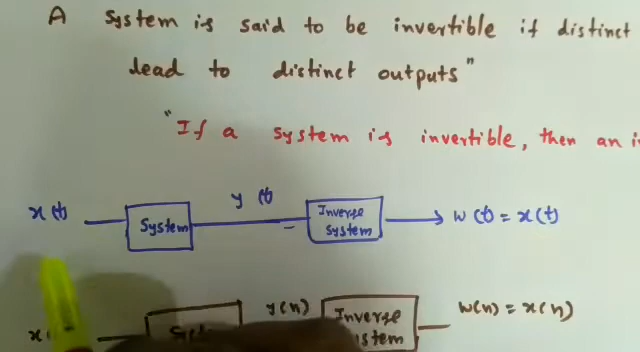 A system is said to be invertible if distinct
lead to distinct outputs"
"If a system is invertible, then an
x(t) System y(t) Inverse System w(t) = x(t)
y(n) Inverse w(n) = x(n)